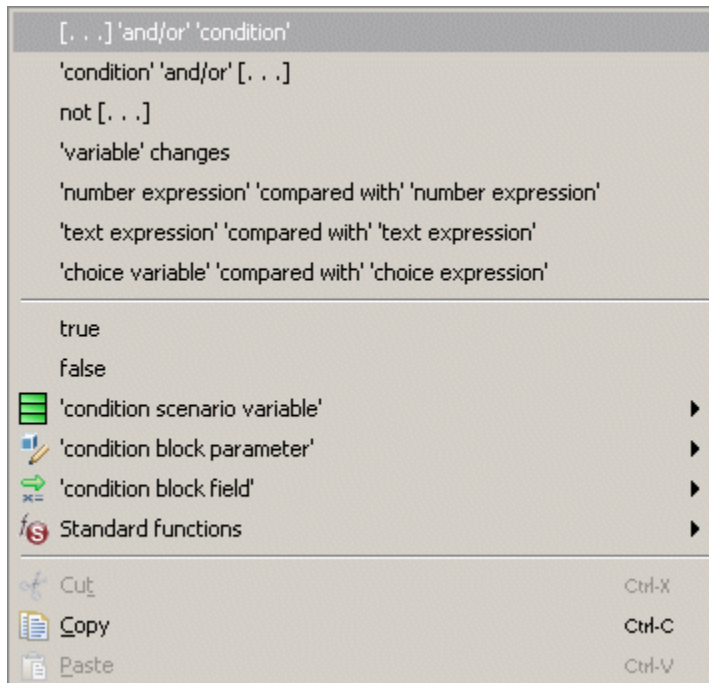 [. . .] 'and/or' 'condition'
'condition' 'and/or' [. . .]
not [. . .]
'variable' changes
'number expression' 'compared with' 'number expression'
'text expression' 'compared with' 'text expression'
'choice variable' 'compared with' 'choice expression'
true
false
'condition scenario variable'
'condition block parameter'
x= 'condition block field'
fS Standard functions
Cut Ctrl-X
Copy Ctrl-C
Paste Ctrl-V